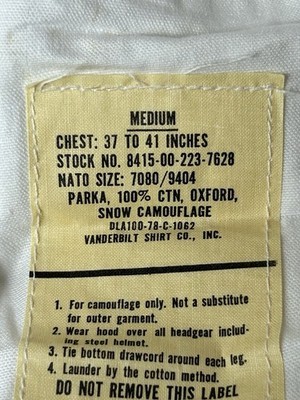 MEDIUM
CHEST: 37 TO 41 INCHES
STOCK NO. 8415-00-223-7628
NATO SIZE: 7080/9404
PARKA, 100% CTN, OXFORD,
SNOW CAMOUFLAGE
DLA100-78-C-1062
VANDERBILT SHIRT CO., INC.
1. For camouflage only. Not a substitute
for outer garment.
2. Wear hood over all headgear includ-
ing steel helmet.
3. Tie bottom drawcord around each leg.
4. Launder by the cotton method.
DO NOT REMOVE THIS LABEL